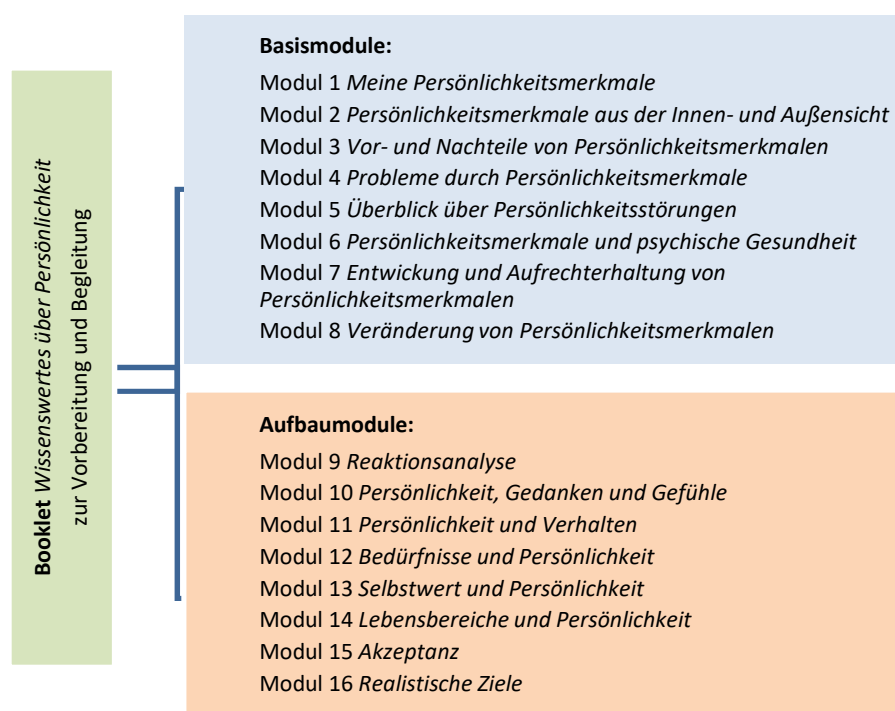 Booklet Wissenswertes über Persönlichkeit
zur Vorbereitung und Begleitung
Basismodule:
Modul 1 Meine Persönlichkeitsmerkmale
Modul 2 Persönlichkeitsmerkmale aus der Innen- und Außensicht
Modul 3 Vor- und Nachteile von Persönlichkeitsmerkmalen
Modul 4 Probleme durch Persönlichkeitsmerkmale
Modul 5 Überblick über Persönlichkeitsstörungen
Modul 6 Persönlichkeitsmerkmale und psychische Gesundheit
Modul 7 Entwickung und Aufrechterhaltung von
Persönlichkeitsmerkmalen
Modul 8 Veränderung von Persönlichkeitsmerkmalen
Aufbaumodule:
Modul 9 Reaktionsanalyse
Modul 10 Persönlichkeit, Gedanken und Gefühle
Modul 11 Persönlichkeit und Verhalten
Modul 12 Bedürfnisse und Persönlichkeit
Modul 13 Selbstwert und Persönlichkeit
Modul 14 Lebensbereiche und Persönlichkeit
Modul 15 Akzeptanz
Modul 16 Realistische Ziele